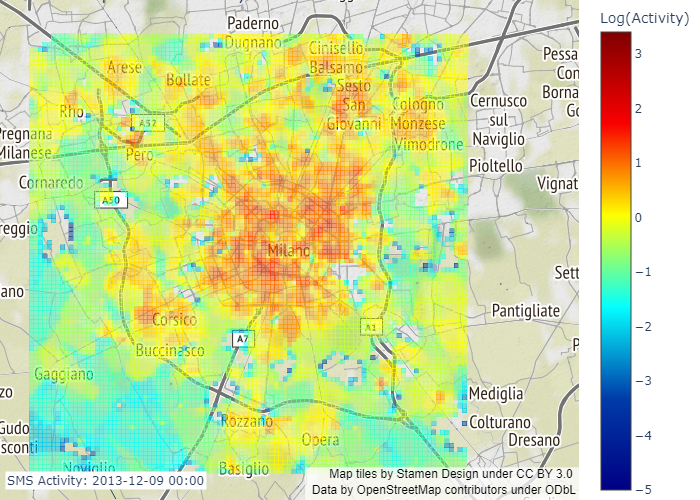 Paderno
Dugnano
Cinisello
Balsamo
Log(Activity)
3
2
1
0
−1
−2
−3
−4
−5
Arese
Bollate
Sesto
San
Giovanni
Rho
A52
Pero
Cologno
Monzese
Vimodrone
Cernusco
sul
Naviglio
Pioltello
Pessa
Borna
Pregnana
Milanese
Cornaredo
A50
Vignat
reggio
Milano
Sett
ano
Corsico
Buccinasco
A7
A1
Pantigliate
Gaggiano
Mediglia
Colturano
Dresano
Rozzano
Opera
Gudo
sconti
Noviglio
Basiglio
SMS Activity: 2013-12-09 00:00
Map tiles by Stamen Design under CC BY 3.0
Data by OpenStreetMap contributors under ODbL